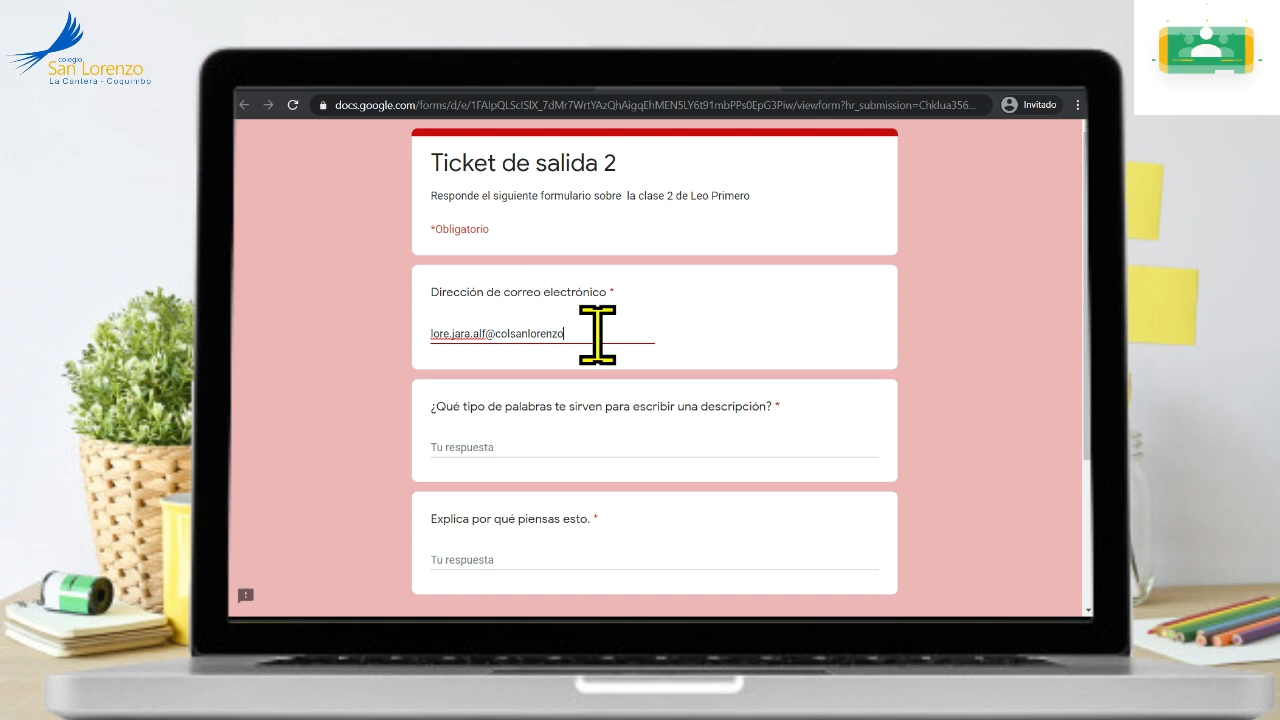 colegio
San Lorenzo
La Cantera - Coquimbo
docs.google.com/forms/d/e/1FAIpQLScISlX_7dMr7WrtYAzQhAigqEhMEN5LY6t91mbPPs0EpG3Piw/viewform?hr_submission=ChkIua356...
Invitado
Ticket de salida 2
Responde el siguiente formulario sobre la clase 2 de Leo Primero
*Obligatorio
Dirección de correo electrónico *
lore.jara.alf@colsanlorenzo
¿Qué tipo de palabras te sirven para escribir una descripción? *
Tu respuesta
Explica por qué piensas esto. *
Tu respuesta